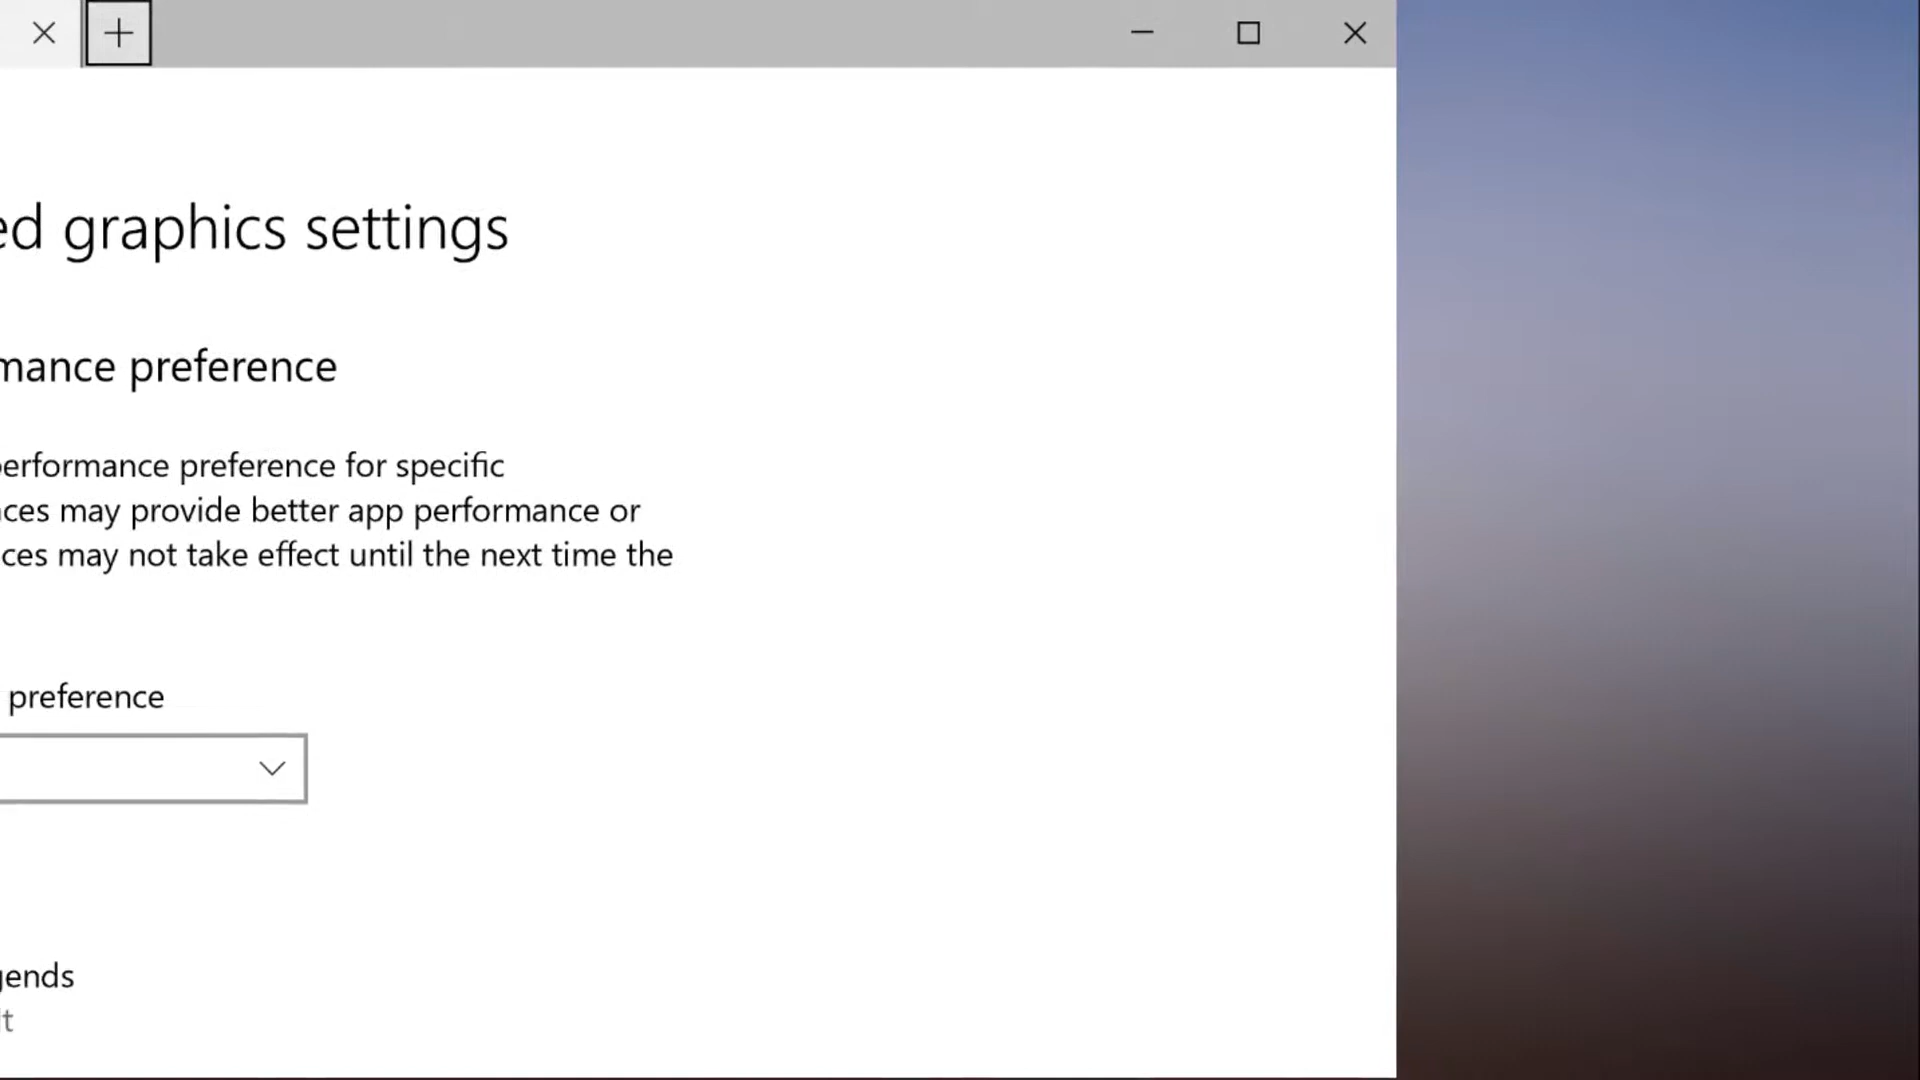 ed graphics settings
mance preference
erformance preference for specific
ces may provide better app performance or
ces may not take effect until the next time the
preference
gends
lt